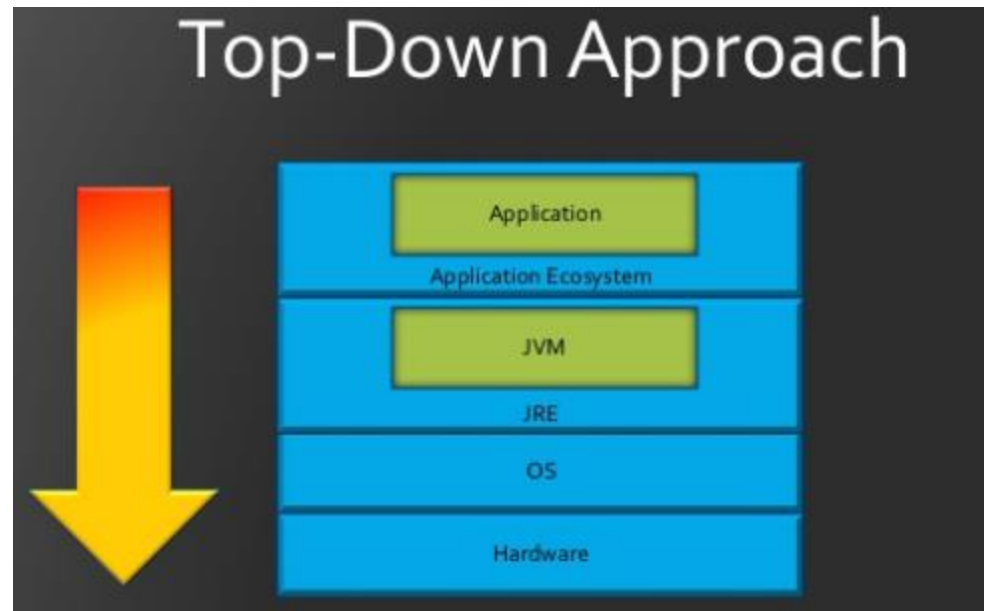 Top-Down Approach
Application
Application Ecosystem
JVM
JRE
OS
Hardware